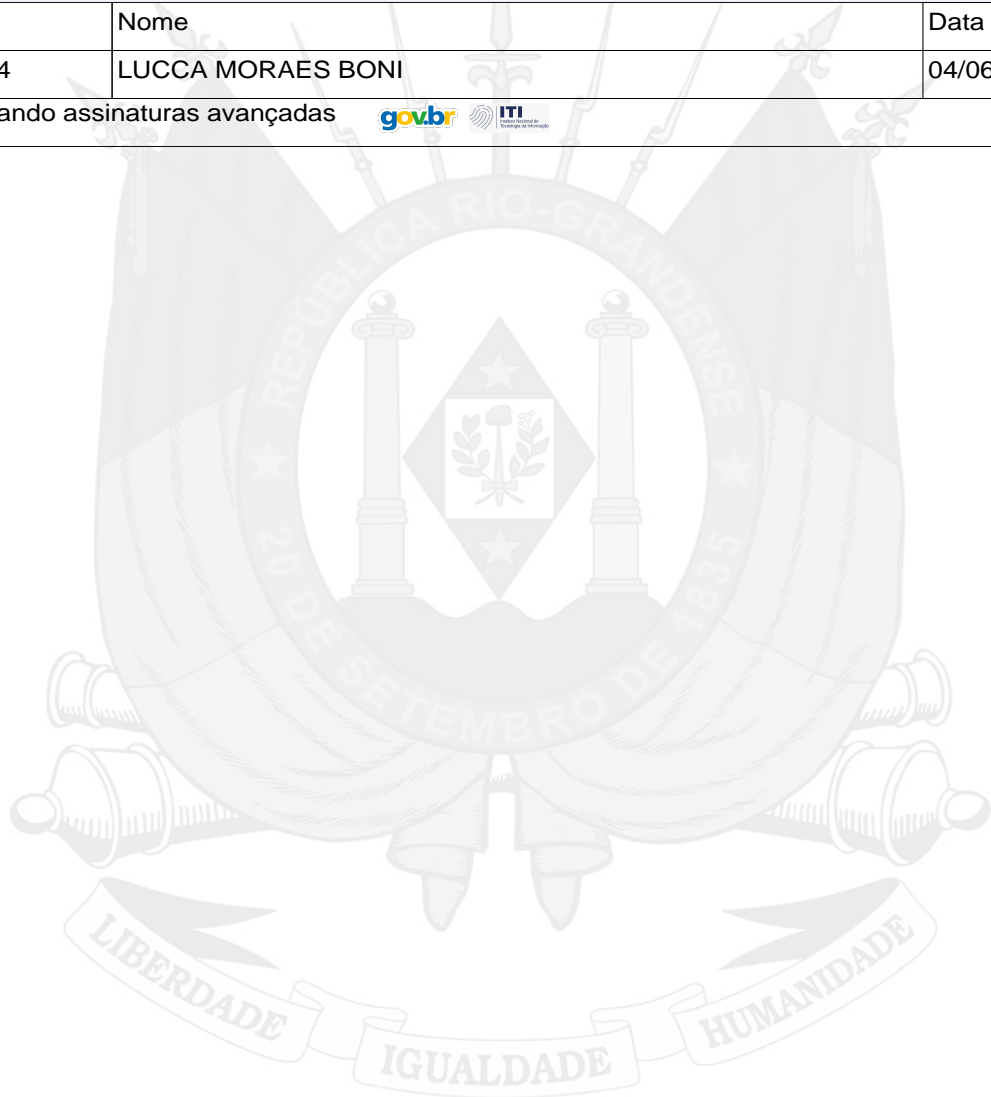 Nome Data
4 LUCCA MORAES BONI 04/06
ando assinaturas avançadas gov.br ITI
REPÚBLICA RIO-GRANDENSE
20 DE SETEMBRO DE 1835
LIBERDADE IGUALDADE HUMANIDADE